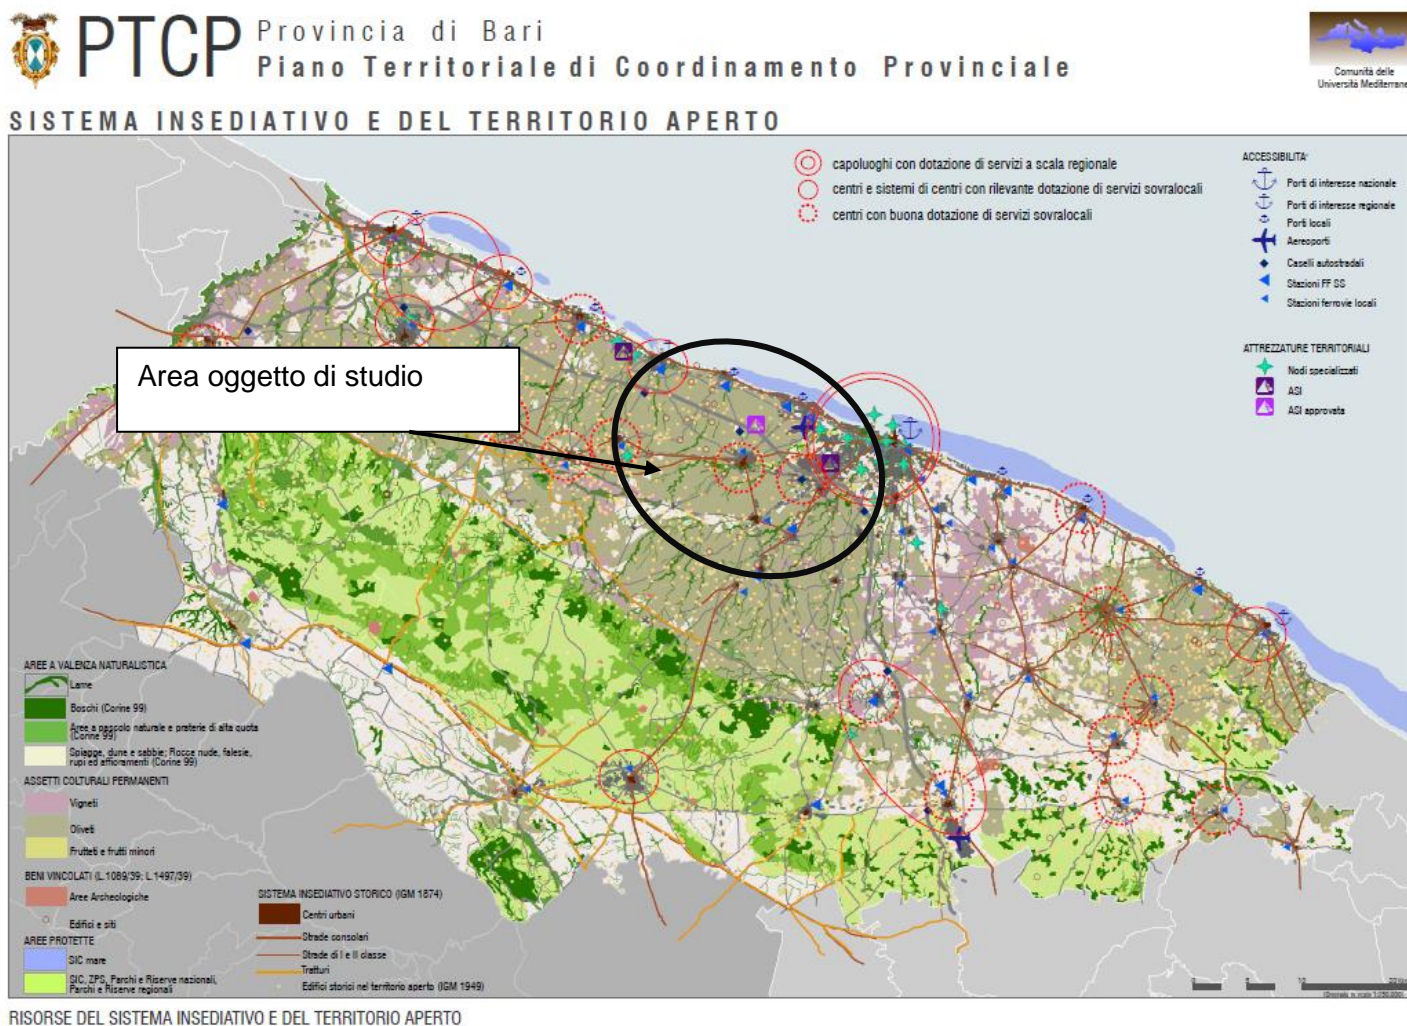 PTCP
Provincia di Bari
Piano Territoriale di Coordinamento Provinciale
Comunità delle
Università Mediterrane
SISTEMA INSEDIATIVO E DEL TERRITORIO APERTO
capoluoghi con dotazione di servizi a scala regionale
centri e sistemi di centri con rilevante dotazione di servizi sovralocali
centri con buona dotazione di servizi sovralocali
ACCESSIBILITA'
Porti di interesse nazionale
Porti di interesse regionale
Porti locali
Aereoporti
Caselli autostradali
Stazioni FF SS
Stazioni ferrovie locali
ATTREZZATURE TERRITORIALI
Nodi specializzati
ASI
ASI approvata
Area oggetto di studio
AREE A VALENZA NATURALISTICA
Lame
Boschi (Corine 99)
Aree a pascolo naturale e praterie di alta quota
(Corine 99)
Spiagge, dune e sabbie; Rocce nude, falesie,
rupi ed affioramenti (Corine 99)
ASSETTI COLTURALI PERMANENTI
Vigneti
Oliveti
Frutteti e frutti minori
BENI VINCOLATI (L.1089/39; L.1497/39)
Aree Archeologiche
Edifici e siti
AREE PROTETTE
SIC mare
SIC, ZPS, Parchi e Riserve nazionali,
Parchi e Riserve regionali
SISTEMA INSEDIATIVO STORICO (IGM 1874)
Centri urbani
Strade consolari
Strade di I e II classe
Tratturi
Edifici storici nel territorio aperto (IGM 1949)
RISORSE DEL SISTEMA INSEDIATIVO E DEL TERRITORIO APERTO